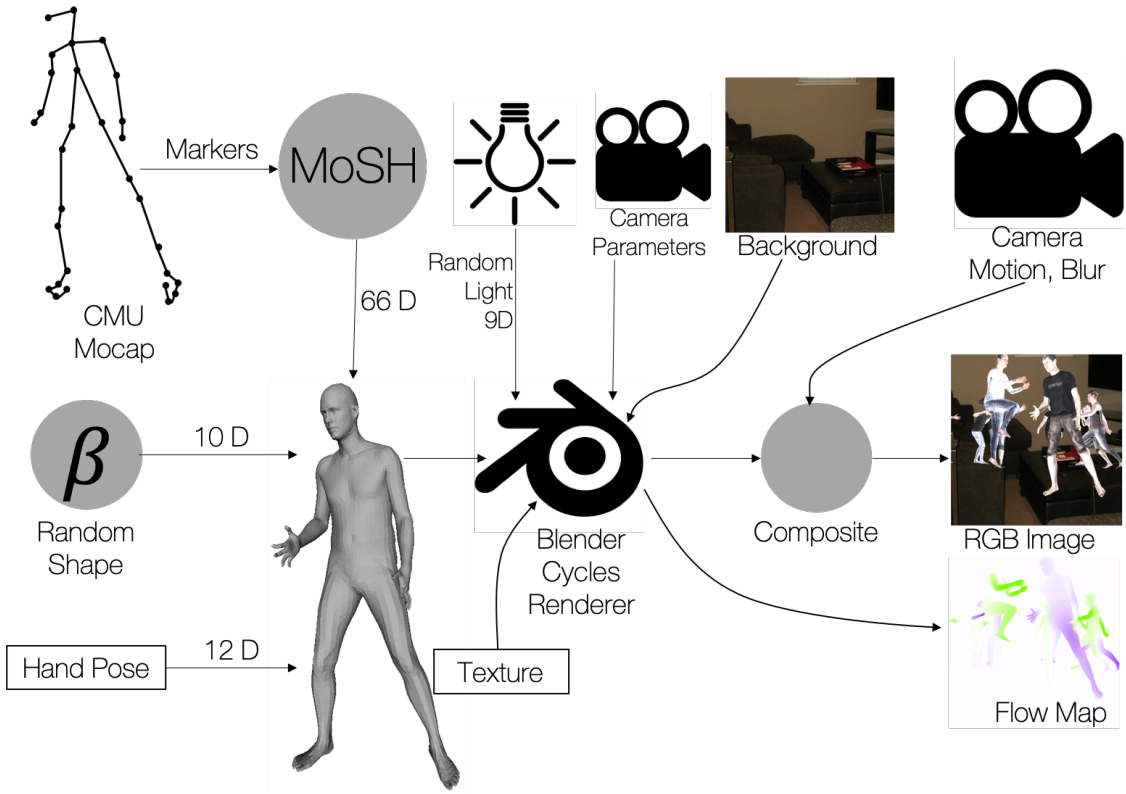 Markers
MoSH
CMU
Mocap
66 D
Random
Light
9D
Camera
Parameters
Background
Camera
Motion, Blur
β
10 D
Random
Shape
Blender
Cycles
Renderer
Composite
RGB Image
Hand Pose
12 D
Texture
Flow Map